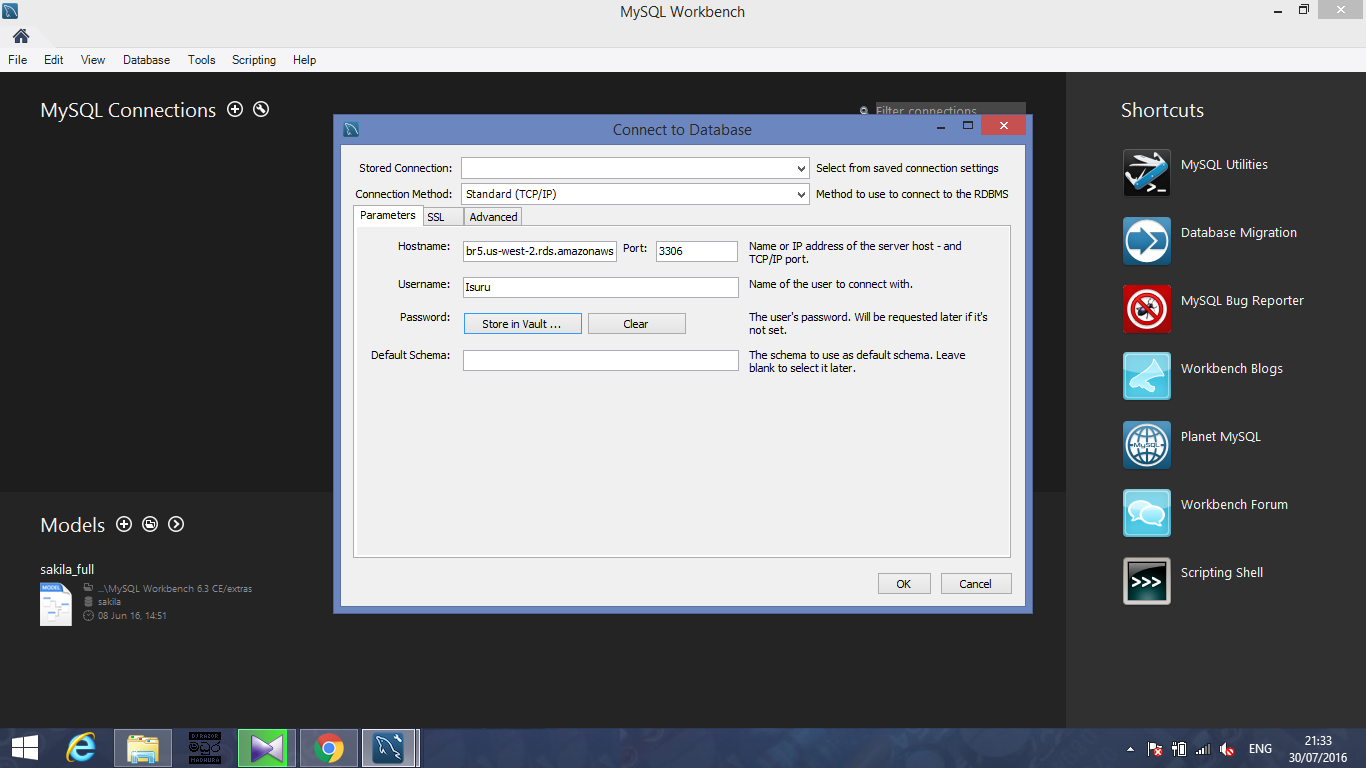 MySQL Workbench
File Edit View Database Tools Scripting Help
MySQL Connections
Filter connections
Shortcuts
MySQL Utilities
Database Migration
MySQL Bug Reporter
Workbench Blogs
Planet MySQL
Workbench Forum
Scripting Shell
Connect to Database
Stored Connection: Select from saved connection settings
Connection Method: Standard (TCP/IP) Method to use to connect to the RDBMS
Parameters SSL Advanced
Hostname: br5.us-west-2.rds.amazonaws Port: 3306 Name or IP address of the server host - and
TCP/IP port.
Username: Isuru Name of the user to connect with.
Password: Store in Vault ... Clear The user's password. Will be requested later if it's
not set.
Default Schema: The schema to use as default schema. Leave
blank to select it later.
OK Cancel
Models
sakila_full
MODEL
...\MySQL Workbench 6.3 CE/extras
sakila
08 Jun 16, 14:51
MySQL
DJ RAZOR
මධුර
MADHURA
ENG
21:33
30/07/2016